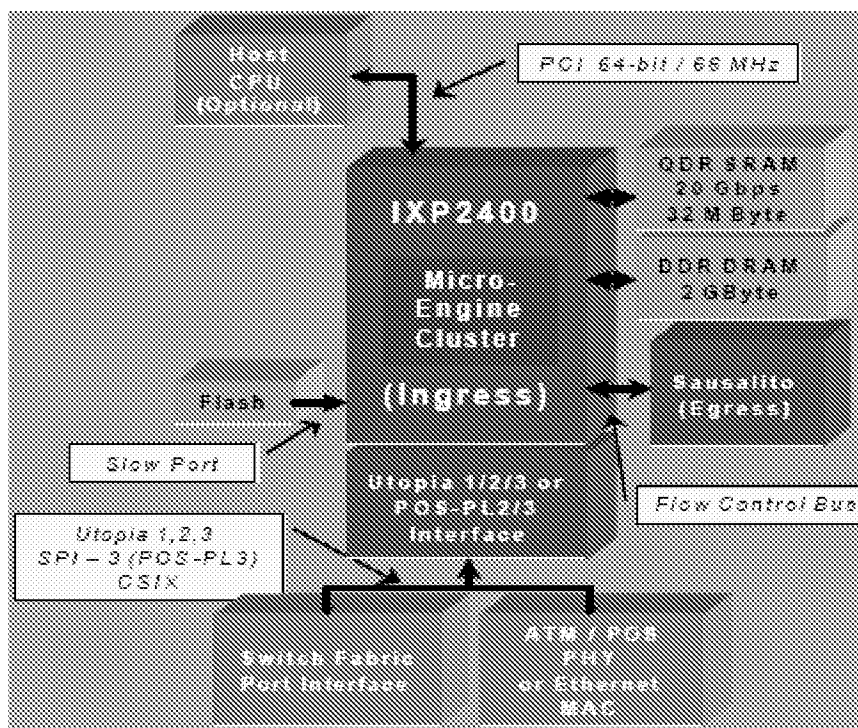 Host
CPU
(Optional)
PCI 64-bit / 66 MHz
IXP2400
Micro-
Engine
Cluster
(Ingress)
QDR SRAM
20 Gbps
32 M Byte
DDR DRAM
2 GByte
Sausalito
(Egress)
Flash
Slow Port
Utopia 1/2/3 or
POS-PL2/3
Interface
Flow Control Bus
Utopia 1,2,3
SPI – 3 (POS-PL3)
CSIX
Switch Fabric
Port Interface
ATM / POS
PHY
or Ethernet
MAC